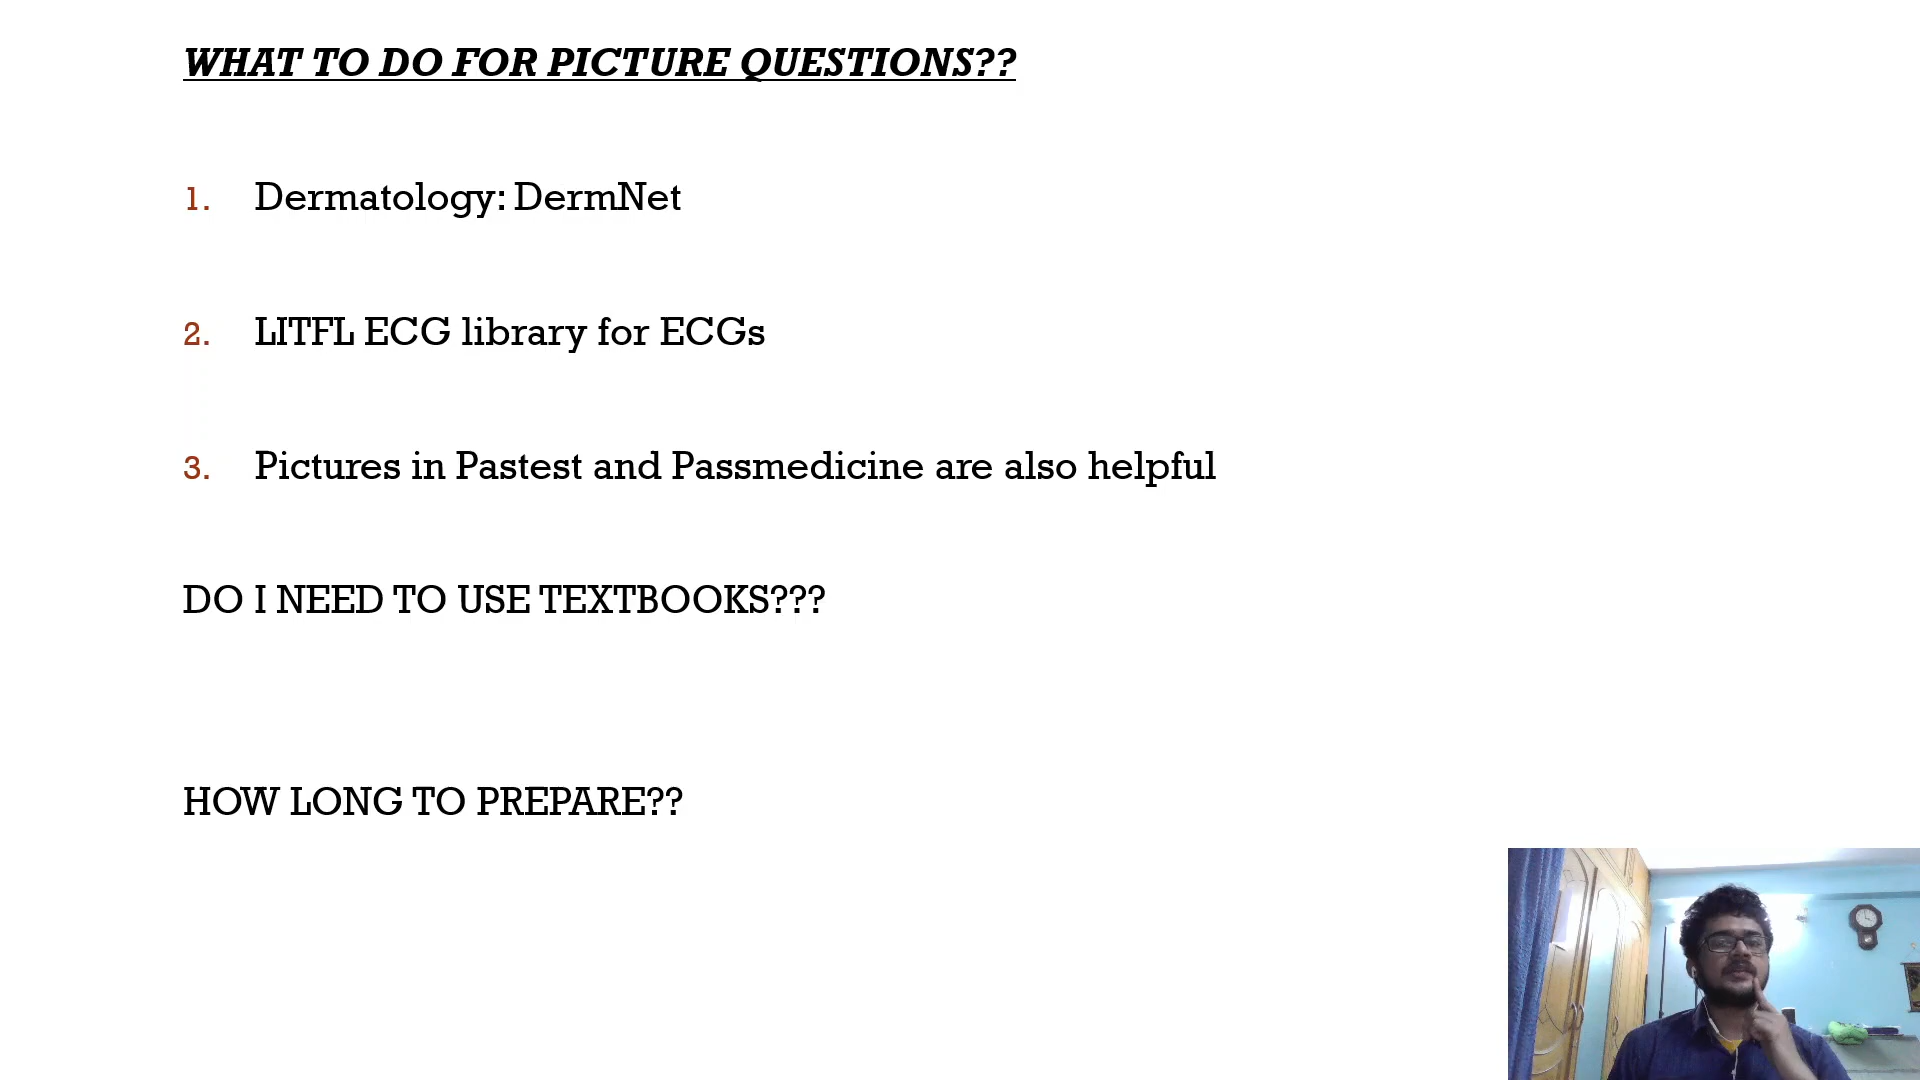 WHAT TO DO FOR PICTURE QUESTIONS??
1. Dermatology: DermNet
2. LITFL ECG library for ECGs
3. Pictures in Pastest and Passmedicine are also helpful
DO I NEED TO USE TEXTBOOKS???
HOW LONG TO PREPARE??